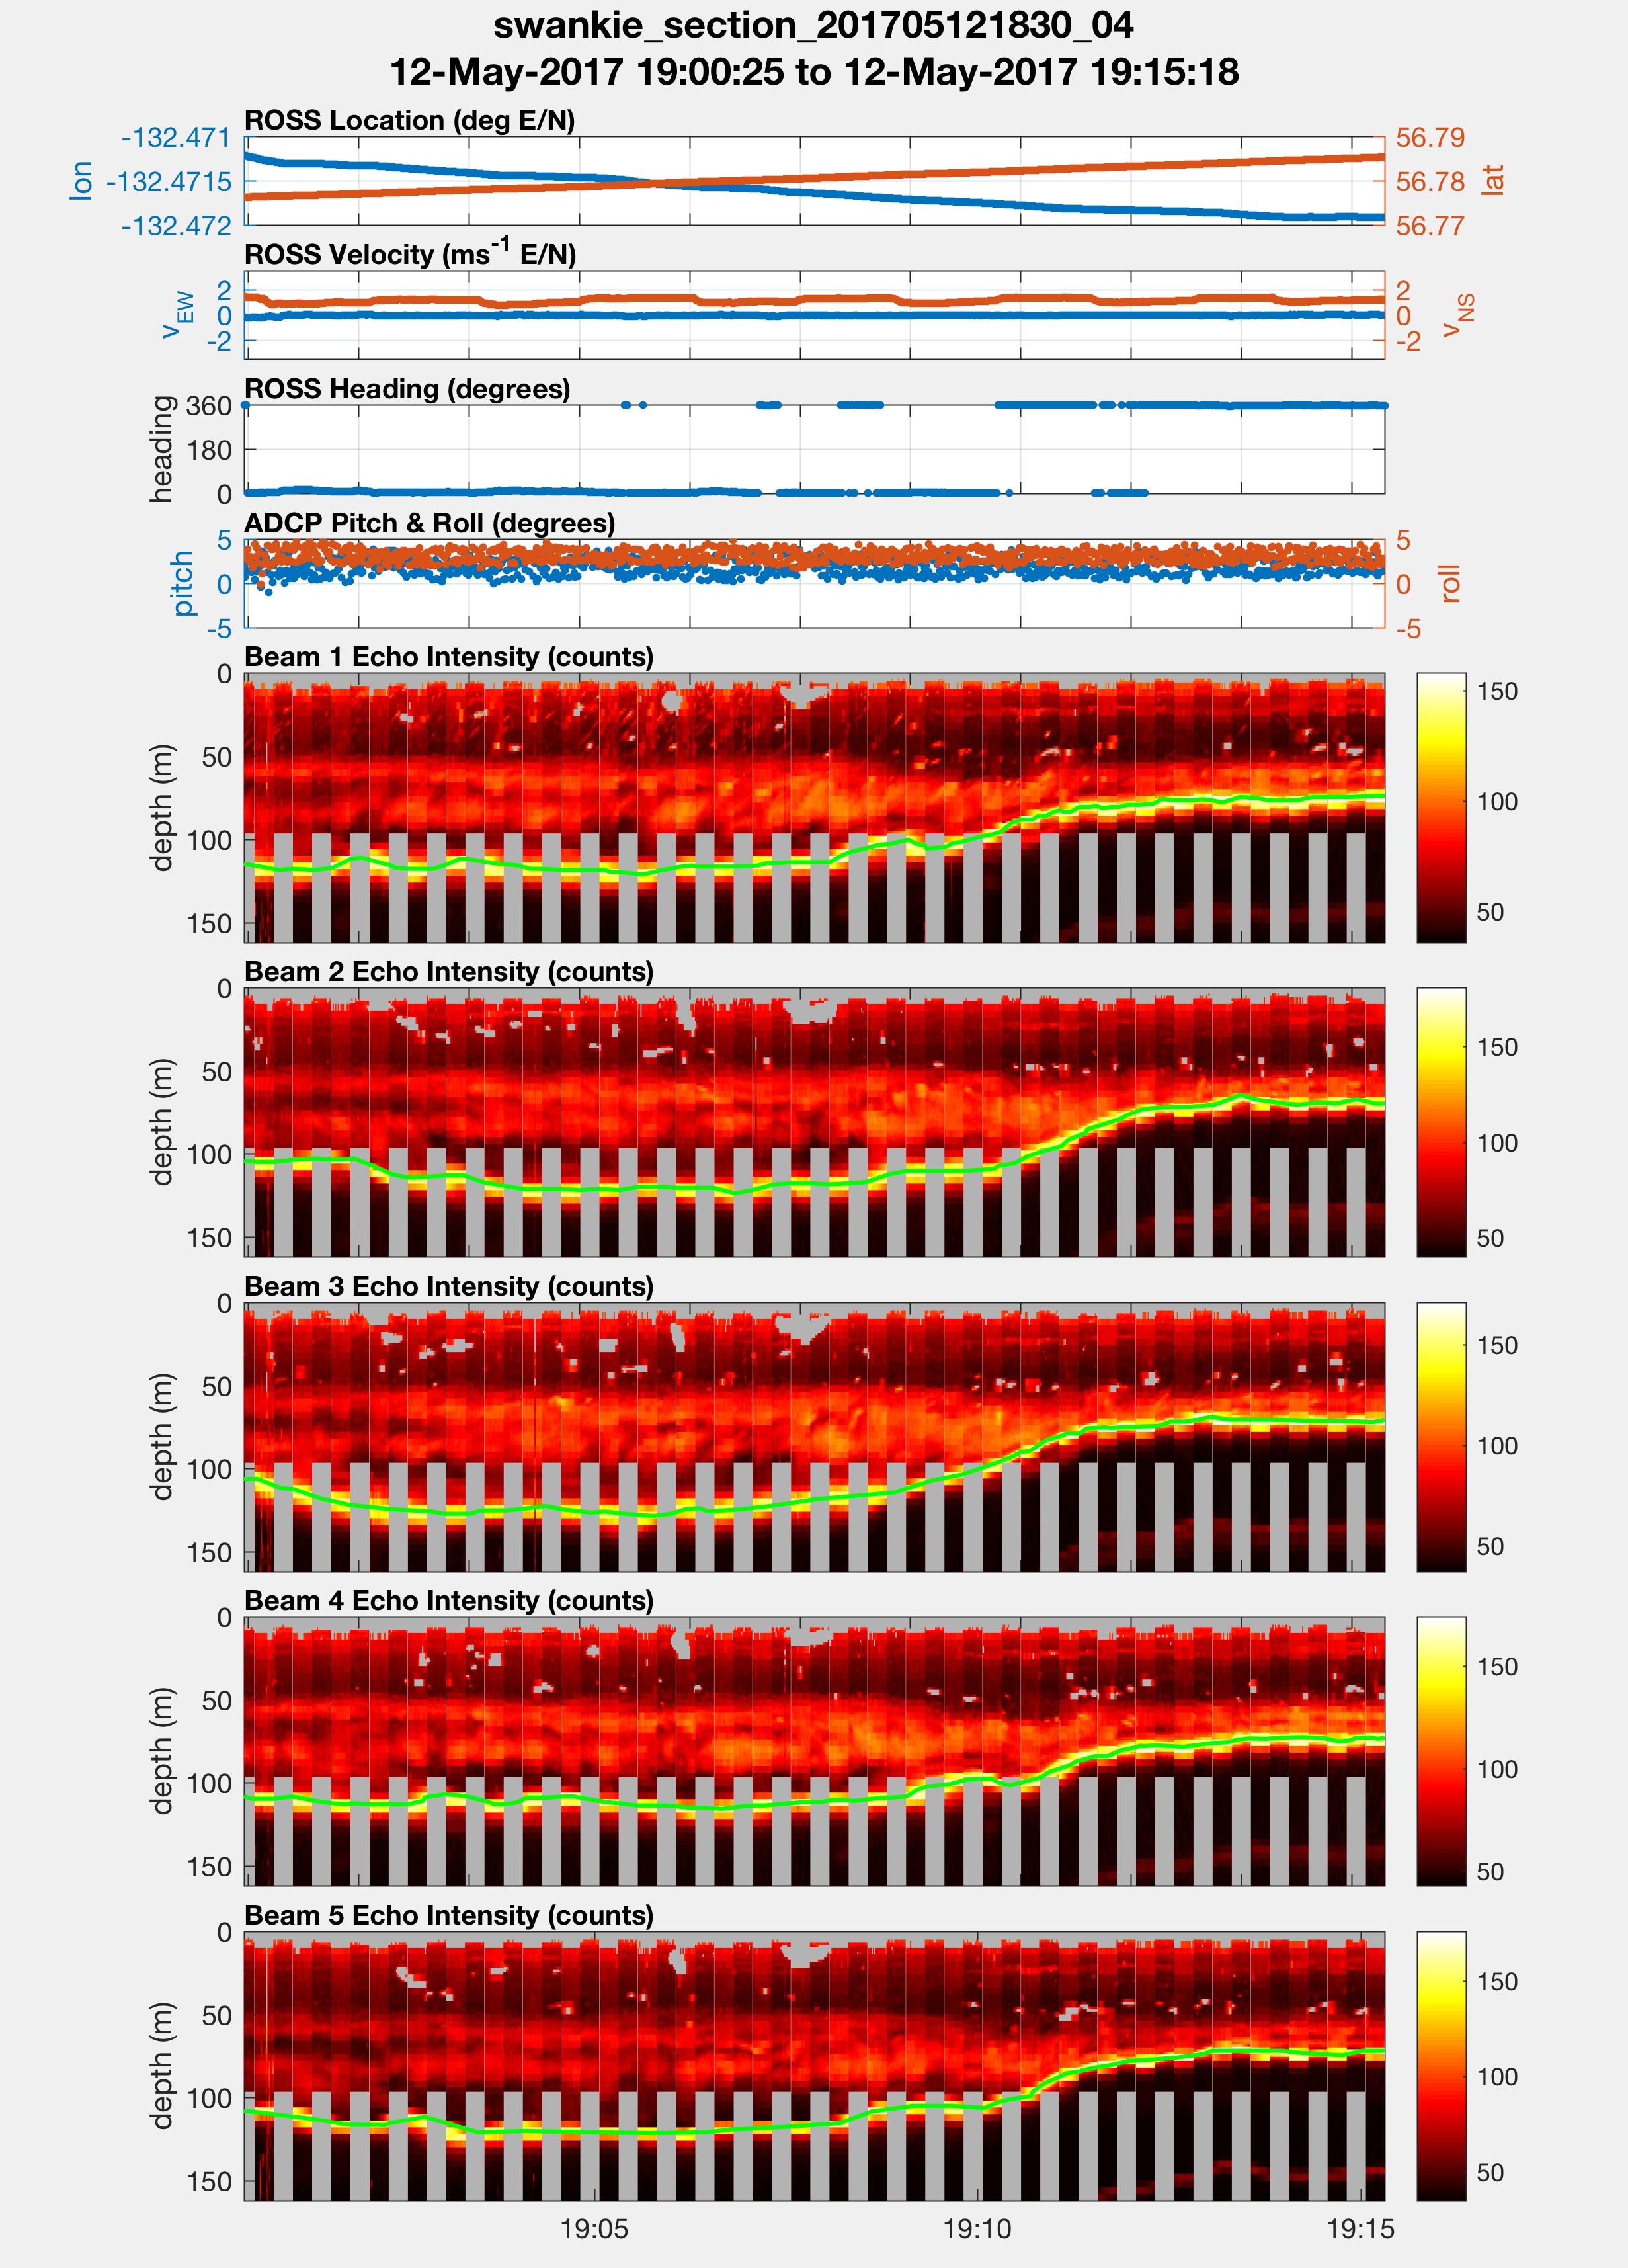 swankie_section_201705121830_04
12-May-2017 19:00:25 to 12-May-2017 19:15:18
ROSS Location (deg E/N)
-132.471
-132.4715
-132.472
lon
56.79
56.78
56.77
lat
ROSS Velocity (ms-1 E/N)
2
0
-2
vEW
2
0
-2
vNS
ROSS Heading (degrees)
360
180
0
heading
ADCP Pitch & Roll (degrees)
5
0
-5
pitch
5
0
-5
roll
Beam 1 Echo Intensity (counts)
0
50
100
150
depth (m)
150
100
50
Beam 2 Echo Intensity (counts)
0
50
100
150
depth (m)
150
100
50
Beam 3 Echo Intensity (counts)
0
50
100
150
depth (m)
150
100
50
Beam 4 Echo Intensity (counts)
0
50
100
150
depth (m)
150
100
50
Beam 5 Echo Intensity (counts)
0
50
100
150
depth (m)
150
100
50
19:05 19:10 19:15